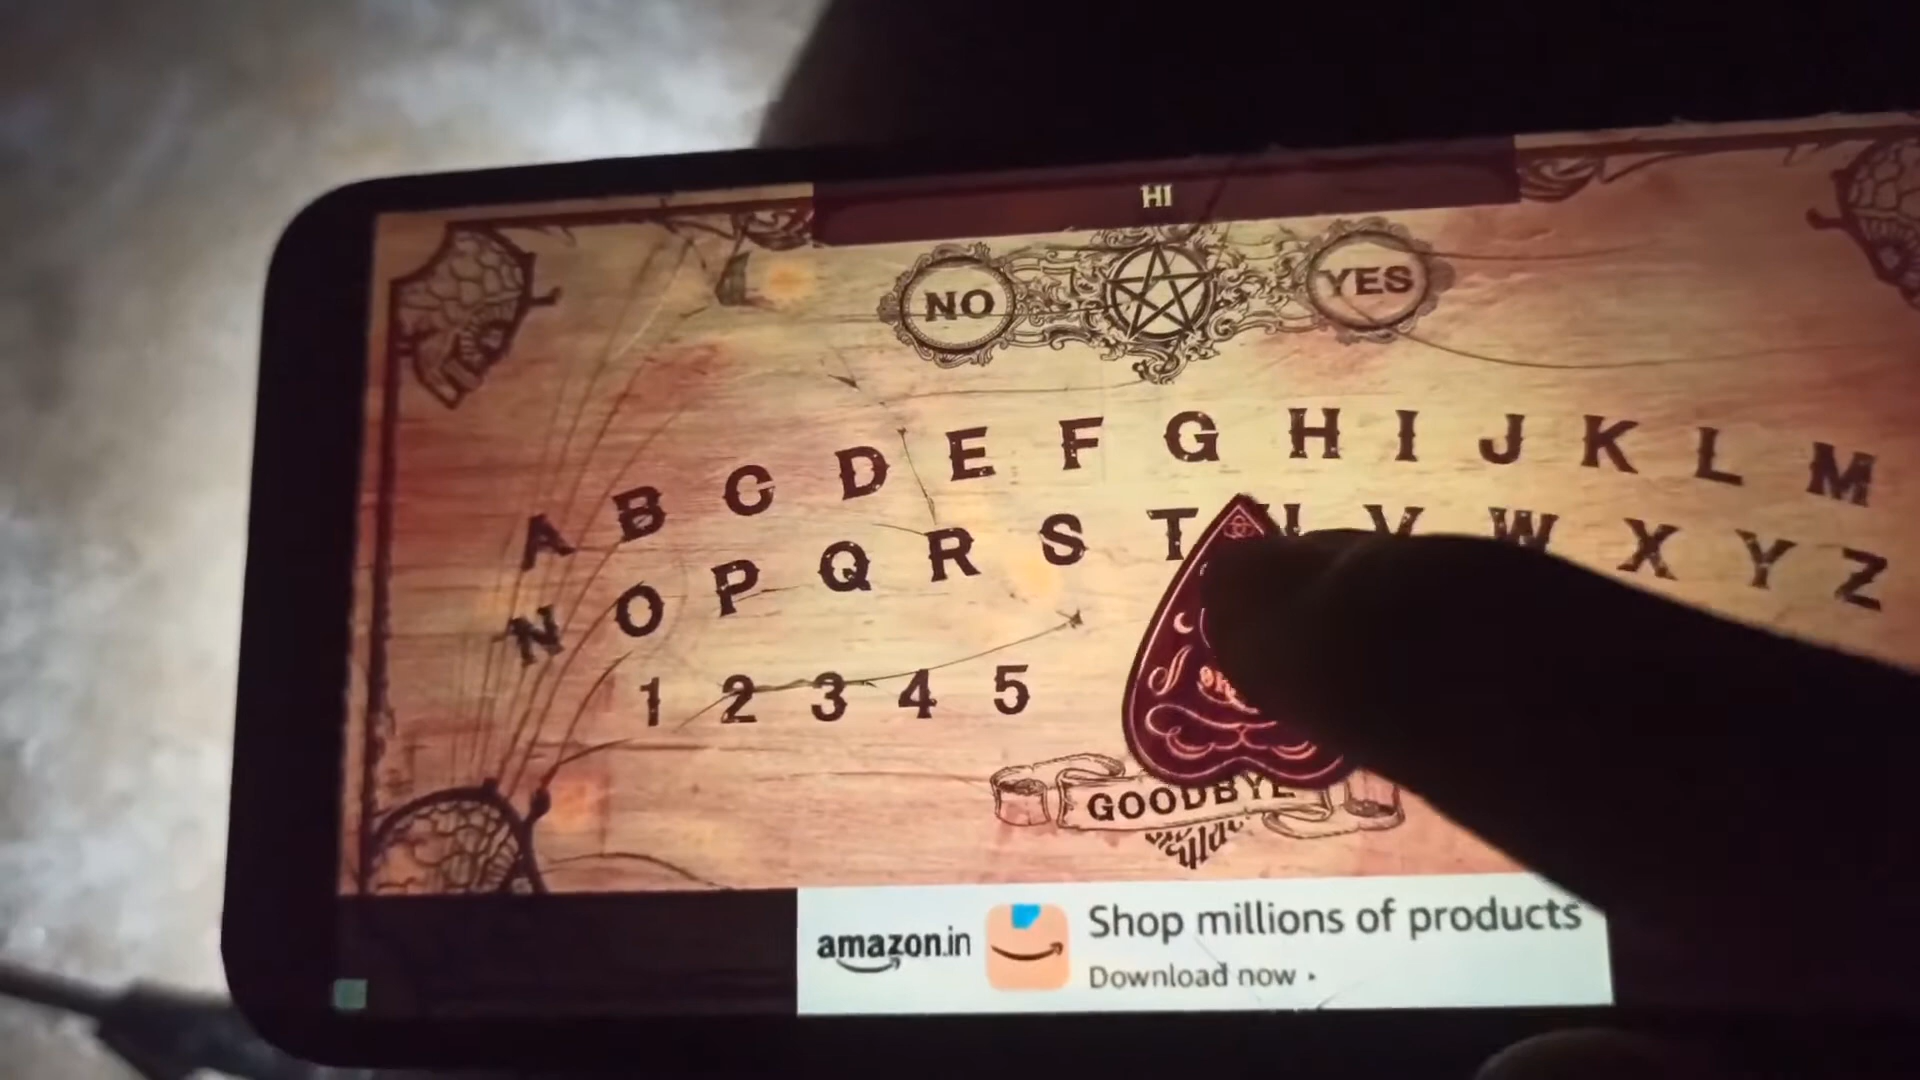 HI
NO YES
A B C D E F G H I J K L M
N O P Q R S T U V W X Y Z
1 2 3 4 5
GOODBYE
amazon.in
Shop millions of products
Download now